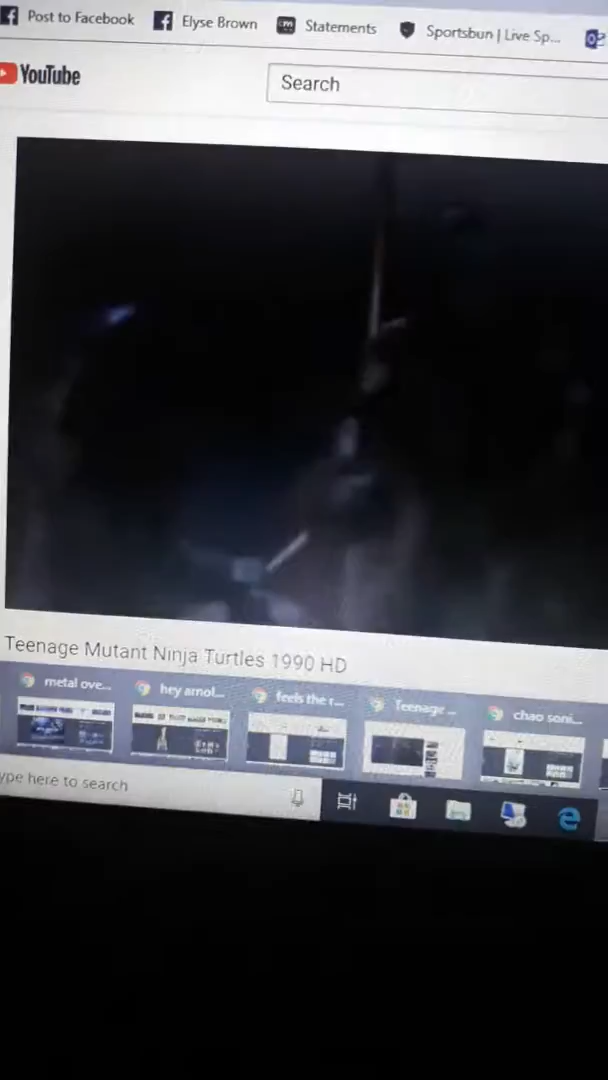 Post to Facebook Elyse Brown Statements Sportsbun | Live Sp...
YouTube Search
Teenage Mutant Ninja Turtles 1990 HD
metal ove... hey arnol... feels the r... Teenage ... chao soni...
ype here to search